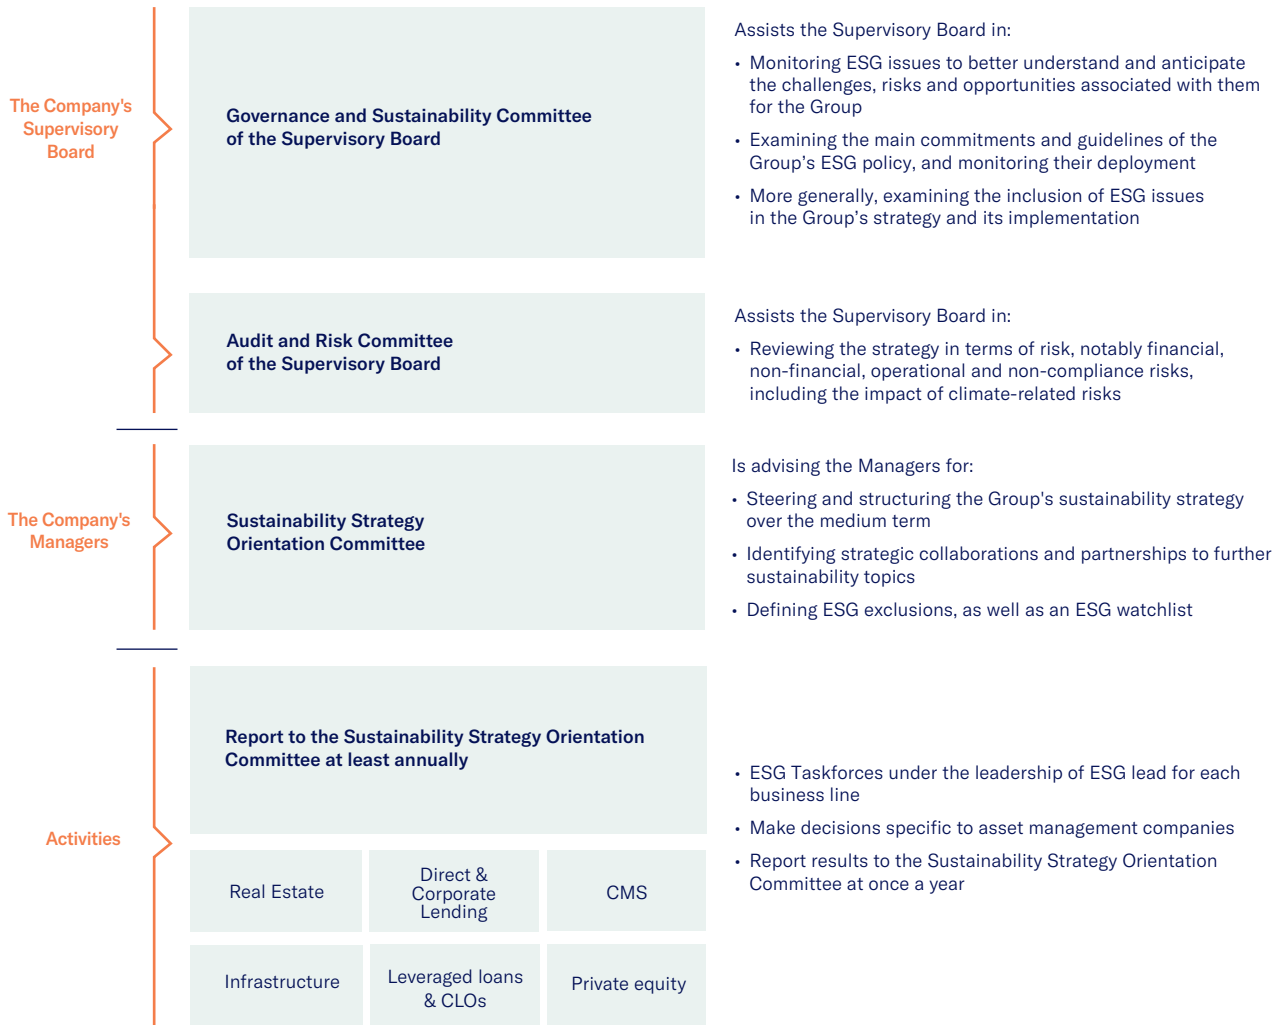 The Company's
Supervisory
Board
Governance and Sustainability Committee
of the Supervisory Board
Assists the Supervisory Board in:
• Monitoring ESG issues to better understand and anticipate
the challenges, risks and opportunities associated with them
for the Group
• Examining the main commitments and guidelines of the
Group's ESG policy, and monitoring their deployment
• More generally, examining the inclusion of ESG issues
in the Group's strategy and its implementation
Audit and Risk Committee
of the Supervisory Board
Assists the Supervisory Board in:
• Reviewing the strategy in terms of risk, notably financial,
non-financial, operational and non-compliance risks,
including the impact of climate-related risks
The Company's
Managers
Sustainability Strategy
Orientation Committee
Is advising the Managers for:
• Steering and structuring the Group's sustainability strategy
over the medium term
• Identifying strategic collaborations and partnerships to further
sustainability topics
• Defining ESG exclusions, as well as an ESG watchlist
Activities
Report to the Sustainability Strategy Orientation
Committee at least annually
Real Estate
Direct &
Corporate
Lending
CMS
Infrastructure
Leveraged loans
& CLOs
Private equity
• ESG Taskforces under the leadership of ESG lead for each
business line
• Make decisions specific to asset management companies
• Report results to the Sustainability Strategy Orientation
Committee at once a year